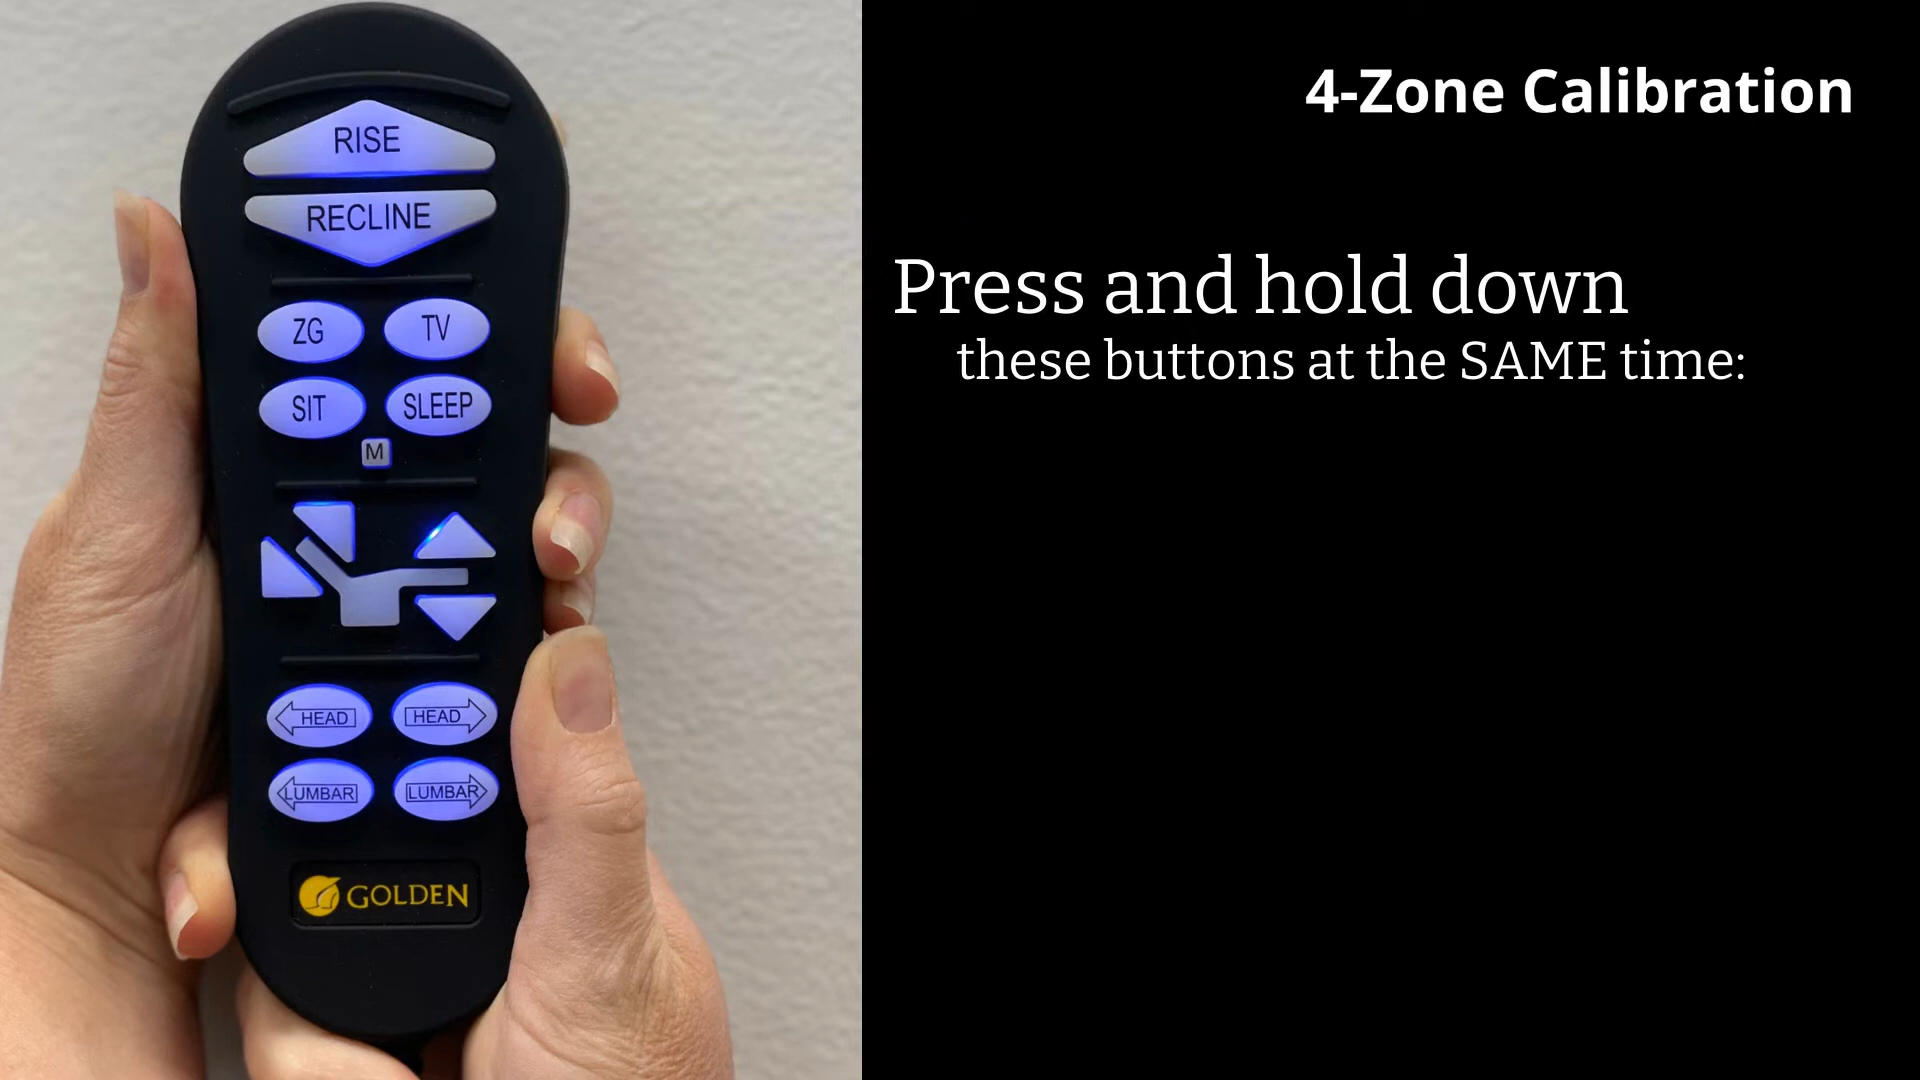 4-Zone Calibration
Press and hold down
these buttons at the SAME time:
RISE
RECLINE
ZG TV
SIT SLEEP
M
HEAD HEAD
LUMBAR LUMBAR
GOLDEN